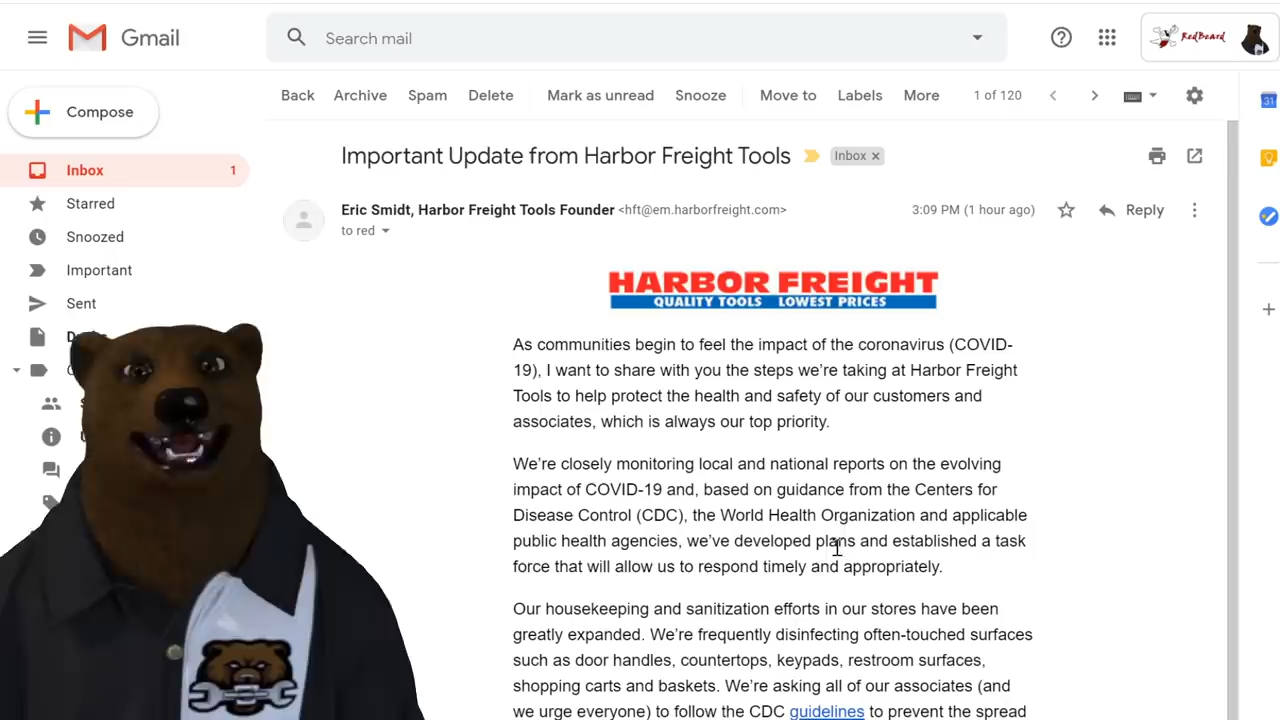 Gmail
Search mail
RedBeard
Compose
Back Archive Spam Delete Mark as unread Snooze Move to Labels More 1 of 120
Inbox 1
Starred
Snoozed
Important
Sent
Important Update from Harbor Freight Tools Inbox x
Eric Smidt, Harbor Freight Tools Founder <hft@em.harborfreight.com> 3:09 PM (1 hour ago) Reply
to red
HARBOR FREIGHT
QUALITY TOOLS LOWEST PRICES
As communities begin to feel the impact of the coronavirus (COVID-
19), I want to share with you the steps we're taking at Harbor Freight
Tools to help protect the health and safety of our customers and
associates, which is always our top priority.
We're closely monitoring local and national reports on the evolving
impact of COVID-19 and, based on guidance from the Centers for
Disease Control (CDC), the World Health Organization and applicable
public health agencies, we've developed plans and established a task
force that will allow us to respond timely and appropriately.
Our housekeeping and sanitization efforts in our stores have been
greatly expanded. We're frequently disinfecting often-touched surfaces
such as door handles, countertops, keypads, restroom surfaces,
shopping carts and baskets. We're asking all of our associates (and
we urge everyone) to follow the CDC guidelines to prevent the spread
31